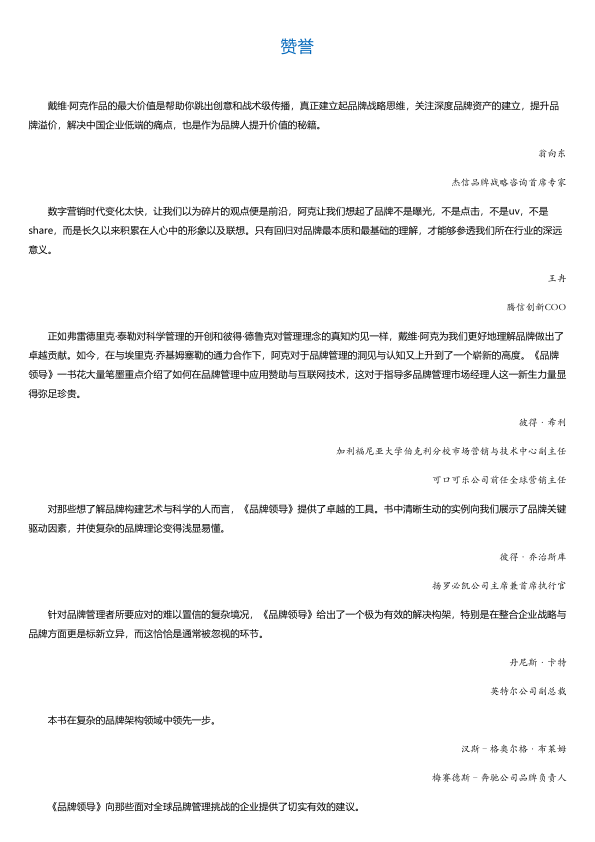 赞誉
戴维·阿克作品的最大价值是帮助你跳出创意和战术级传播，真正建立起品牌战略思维，关注深度品牌资产的建立，提升品
牌溢价，解决中国企业低端的痛点，也是作为品牌人提升价值的秘籍。
翁向东
杰信品牌战略咨询首席专家
数字营销时代变化太快，让我们以为碎片的观点便是前沿，阿克让我们想起了品牌不是曝光，不是点击，不是uv，不是
share，而是长久以来积累在人心中的形象以及联想。只有回归对品牌最本质和最基础的理解，才能够参透我们所在行业的深远
意义。
王冉
腾信创新COO
正如弗雷德里克·泰勒对科学管理的开创和彼得·德鲁克对管理理念的真知灼见一样，戴维·阿克为我们更好地理解品牌做出了
卓越贡献。如今，在与埃里克·乔基姆塞勒的通力合作下，阿克对于品牌管理的洞见与认知又上升到了一个崭新的高度。《品牌
领导》一书花大量笔墨重点介绍了如何在品牌管理中应用赞助与互联网技术，这对于指导多品牌管理市场经理人这一新生力量显
得弥足珍贵。
彼得·希利
加利福尼亚大学伯克利分校市场营销与技术中心副主任
可口可乐公司前任全球营销主任
对那些想了解品牌构建艺术与科学的人而言，《品牌领导》提供了卓越的工具。书中清晰生动的实例向我们展示了品牌关键
驱动因素，并使复杂的品牌理论变得浅显易懂。
彼得·乔治斯库
扬罗必凯公司主席兼首席执行官
针对品牌管理者所要应对的难以置信的复杂境况，《品牌领导》给出了一个极为有效的解决构架，特别是在整合企业战略与
品牌方面更是标新立异，而这恰恰是通常被忽视的环节。
丹尼斯·卡特
英特尔公司副总裁
本书在复杂的品牌架构领域中领先一步。
汉斯–格奥尔格·布莱姆
梅赛德斯–奔驰公司品牌负责人
《品牌领导》向那些面对全球品牌管理挑战的企业提供了切实有效的建议。